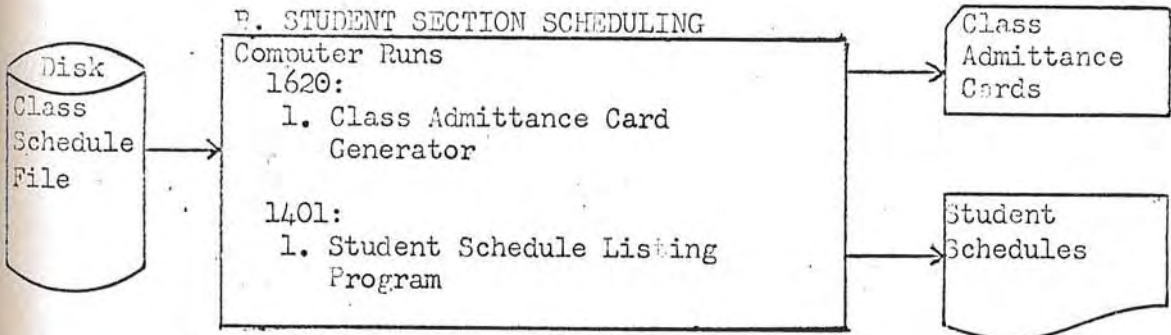 B. STUDENT SECTION SCHEDULING
Disk
Class
Schedule
File
Computer Runs
1620:
1. Class Admittance Card
Generator
1401:
1. Student Schedule Listing
Program
Class
Admittance
Cards
Student
Schedules